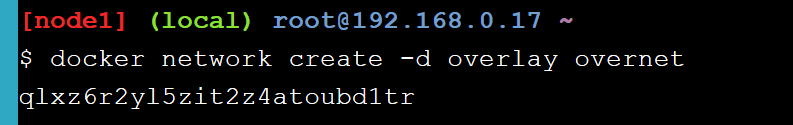 [node1] (local) root@192.168.0.17 ~
$ docker network create -d overlay overnet
qlxz6r2yl5zit2z4atoubd1tr